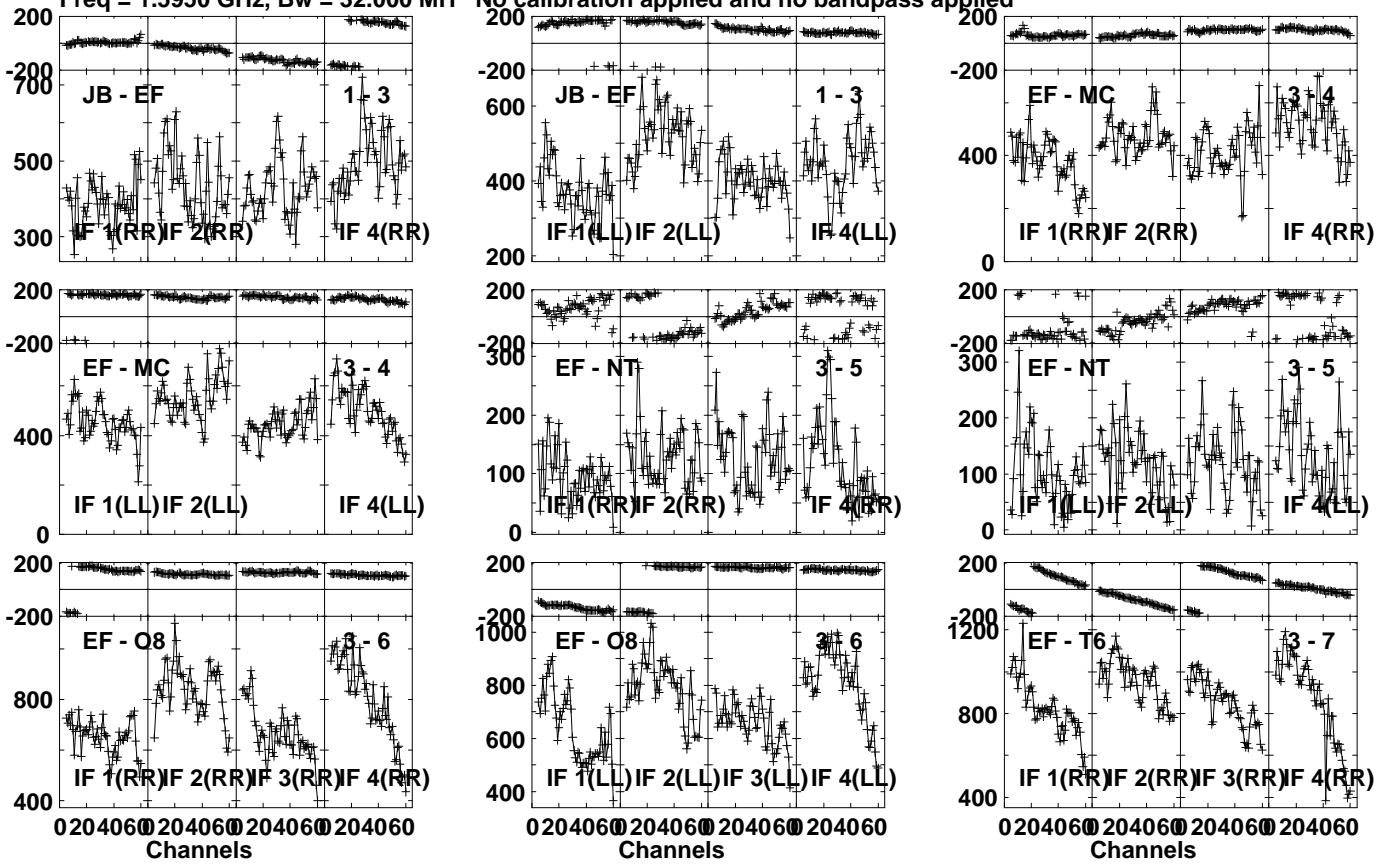 Freq = 1.5950 GHz, Bw = 32.000 MH No calibration applied and no bandpass applied
200
-200
700
500
300
JB - EF 1 - 3
IF 1(RR) IF 2(RR) IF 4(RR)
200
-200
600
400
200
JB - EF 1 - 3
IF 1(LL) IF 2(LL) IF 4(LL)
200
-200
400
0
EF - MC 3 - 4
IF 1(RR) IF 2(RR) IF 4(RR)
200
-200
400
0
EF - MC 3 - 4
IF 1(LL) IF 2(LL) IF 4(LL)
200
-200
300
200
100
0
EF - NT 3 - 5
IF 1(RR) IF 2(RR) IF 4(RR)
200
-200
300
200
100
0
EF - NT 3 - 5
IF 1(LL) IF 2(LL) IF 4(LL)
200
-200
800
400
EF - O8 3 - 6
IF 1(RR) IF 2(RR) IF 3(RR) IF 4(RR)
0 20 40 60 0 20 40 60 0 20 40 60 0 20 40 60
Channels
200
-200
1000
800
600
400
EF - O8 3 - 6
IF 1(LL) IF 2(LL) IF 3(LL) IF 4(LL)
0 20 40 60 0 20 40 60 0 20 40 60 0 20 40 60
Channels
200
-200
1200
800
400
EF - T6 3 - 7
IF 1(RR) IF 2(RR) IF 3(RR) IF 4(RR)
0 20 40 60 0 20 40 60 0 20 40 60 0 20 40 60
Channels